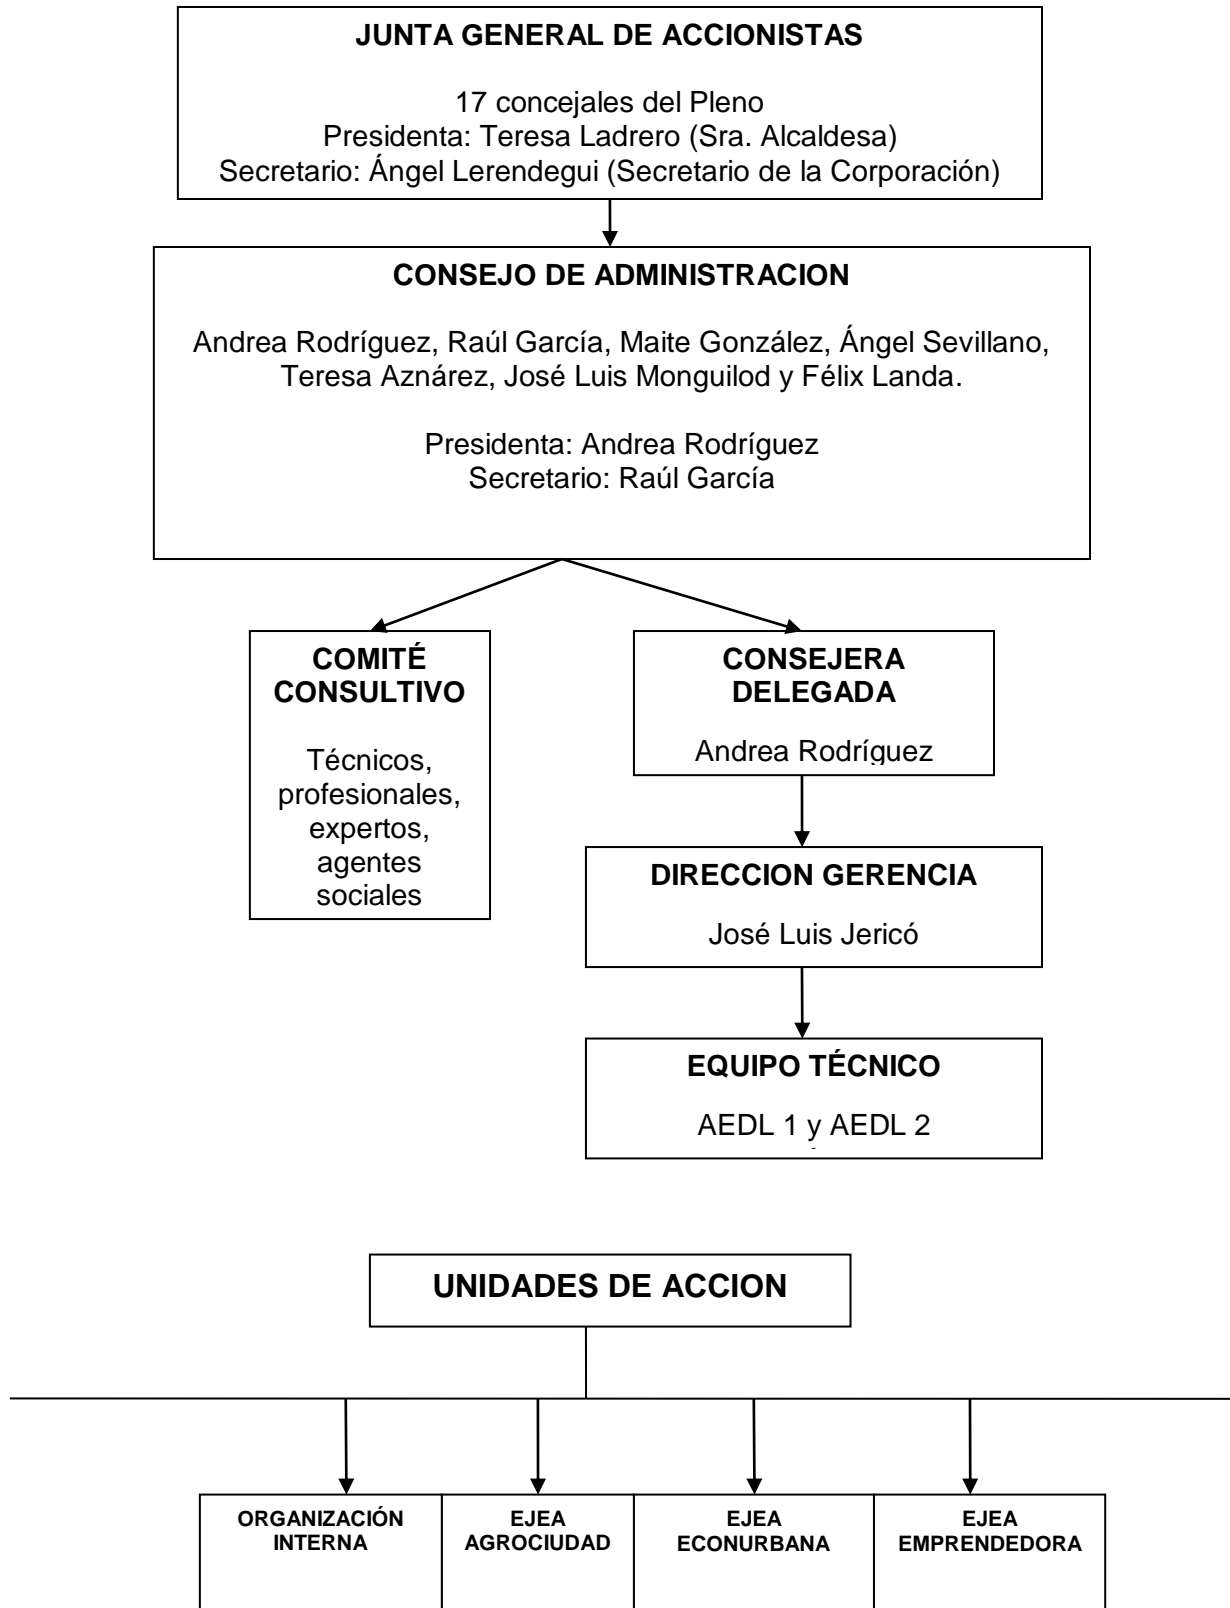 JUNTA GENERAL DE ACCIONISTAS
17 concejales del Pleno
Presidenta: Teresa Ladrero (Sra. Alcaldesa)
Secretario: Ángel Lerendegui (Secretario de la Corporación)
CONSEJO DE ADMINISTRACION
Andrea Rodríguez, Raúl García, Maite González, Ángel Sevillano,
Teresa Aznárez, José Luis Monguilod y Félix Landa.
Presidenta: Andrea Rodríguez
Secretario: Raúl García
COMITÉ
CONSULTIVO
Técnicos,
profesionales,
expertos,
agentes
sociales
CONSEJERA
DELEGADA
Andrea Rodríguez
DIRECCION GERENCIA
José Luis Jericó
EQUIPO TÉCNICO
AEDL 1 y AEDL 2
UNIDADES DE ACCION
ORGANIZACIÓN
INTERNA
EJEA
AGROCIUDAD
EJEA
ECONURBANA
EJEA
EMPRENDEDORA